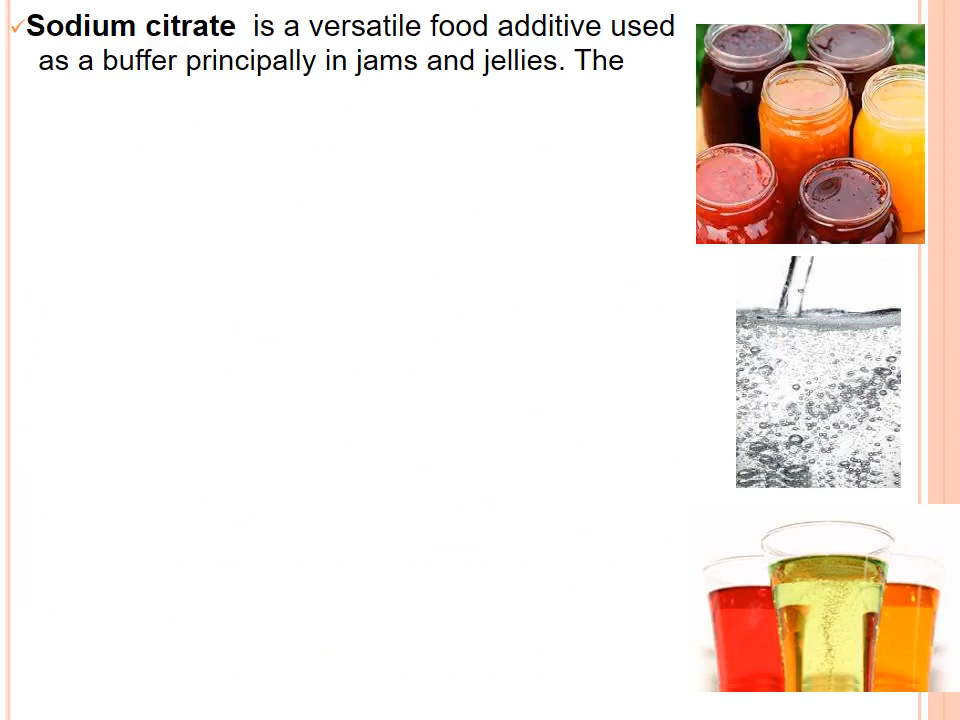 ✓Sodium citrate is a versatile food additive used
as a buffer principally in jams and jellies. The